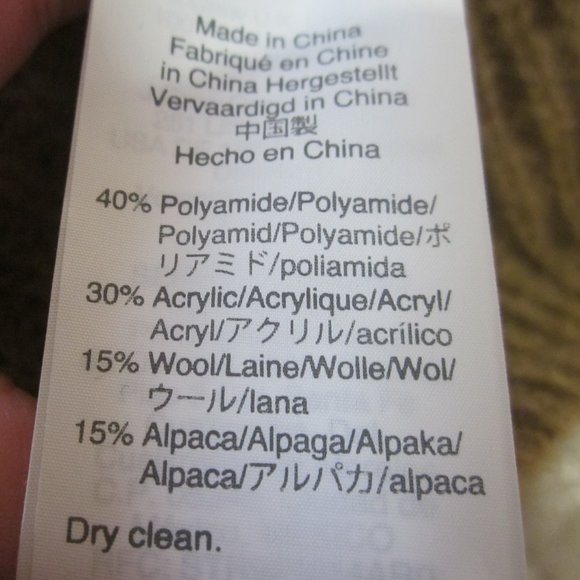 Made in China
Fabriqué en Chine
in China Hergestellt
Vervaardigd in China
中国製
Hecho en China
40% Polyamide/Polyamide/
Polyamid/Polyamide/ポ
リアミド/poliamida
30% Acrylic/Acrylique/Acryl/
Acryl/アクリル/acrílico
15% Wool/Laine/Wolle/Wol/
ウール/lana
15% Alpaca/Alpaga/Alpaka/
Alpaca/アルパカ/alpaca
Dry clean.